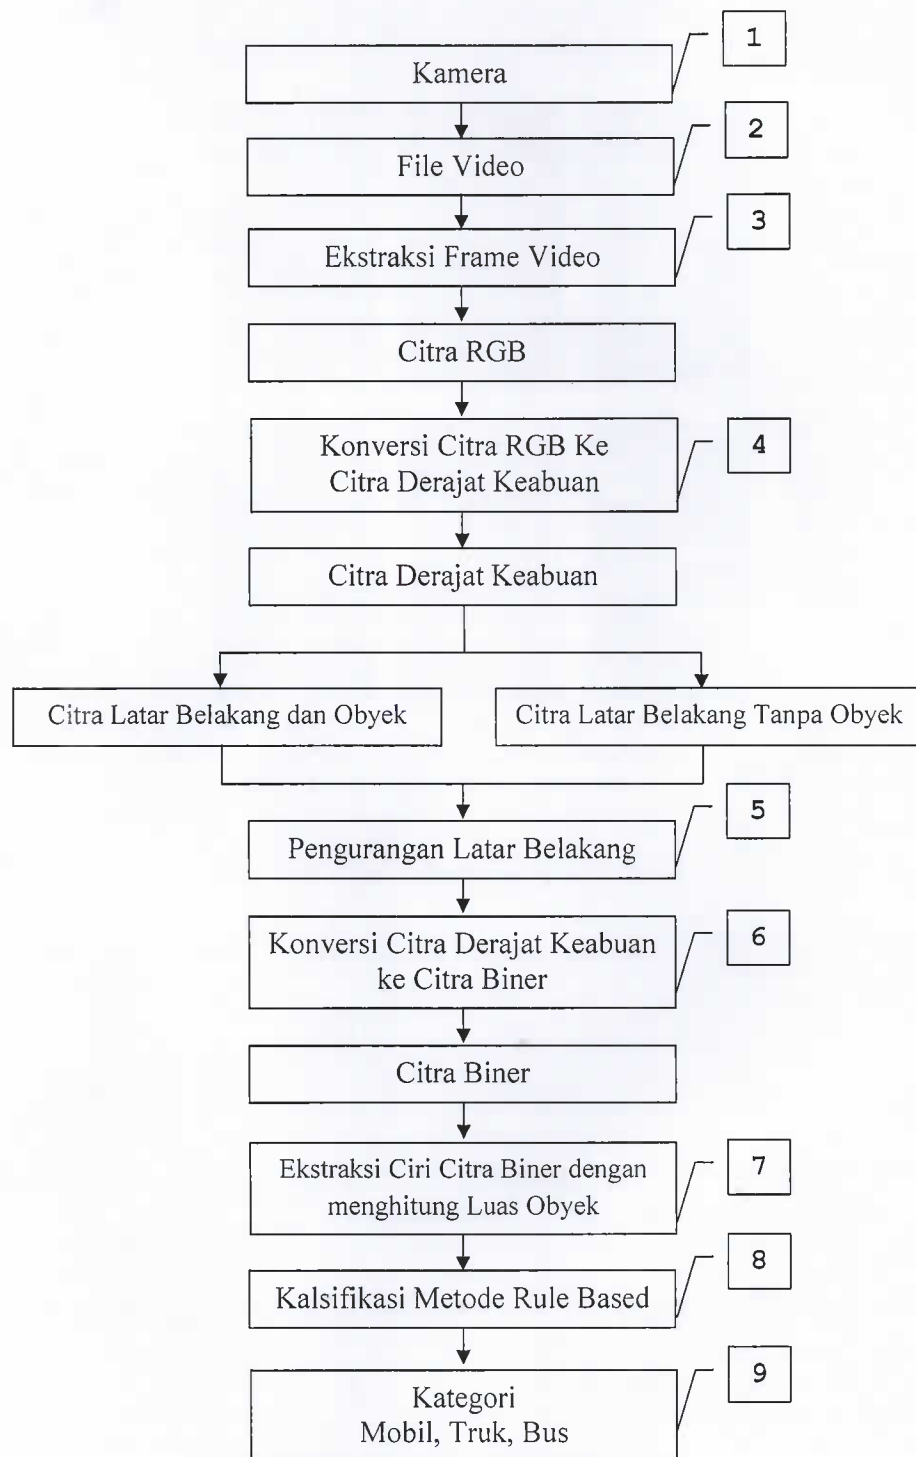 1
Kamera
2
File Video
3
Ekstraksi Frame Video
Citra RGB
4
Konversi Citra RGB Ke
Citra Derajat Keabuan
Citra Derajat Keabuan
Citra Latar Belakang dan Obyek
Citra Latar Belakang Tanpa Obyek
5
Pengurangan Latar Belakang
6
Konversi Citra Derajat Keabuan
ke Citra Biner
Citra Biner
7
Ekstraksi Ciri Citra Biner dengan
menghitung Luas Obyek
8
Kalsifikasi Metode Rule Based
9
Kategori
Mobil, Truk, Bus